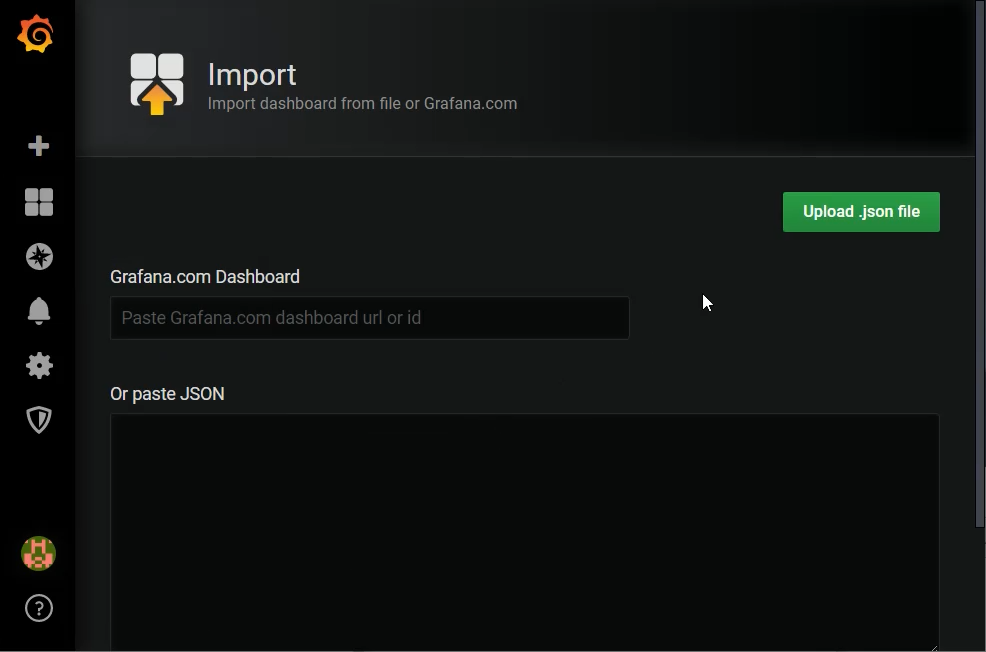 Import
Import dashboard from file or Grafana.com
Upload .json file
Grafana.com Dashboard
Paste Grafana.com dashboard url or id
Or paste JSON
?